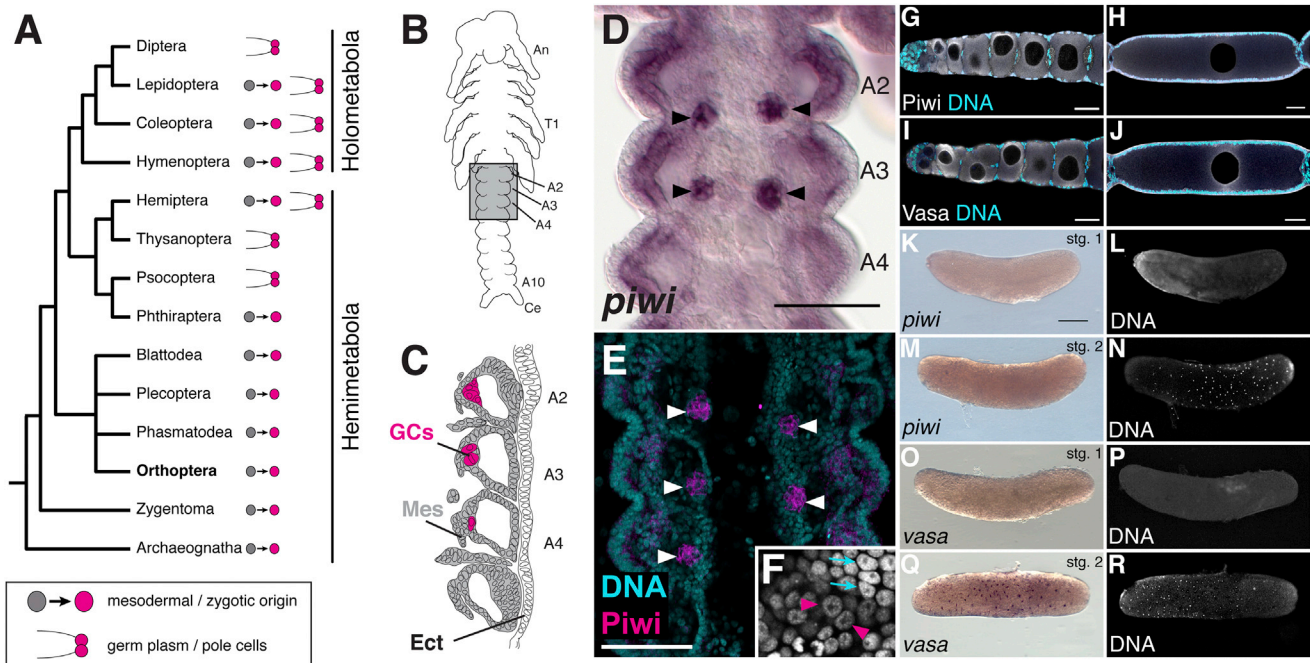 A
Diptera
Lepidoptera
Coleoptera
Hymenoptera
Hemiptera
Thysanoptera
Psocoptera
Phthiraptera
Blattodea
Plecoptera
Phasmatodea
Orthoptera
Zygentoma
Archaeognatha
Holometabola
Hemimetabola
mesodermal / zygotic origin
germ plasm / pole cells
B
An
T1
A2
A3
A4
A10
Ce
C
A2
GCs
A3
Mes
A4
Ect
D
A2
A3
A4
piwi
E
DNA
Piwi
F
G
Piwi DNA
H
I
Vasa DNA
J
K
stg. 1
piwi
L
DNA
M
stg. 2
piwi
N
DNA
O
stg. 1
vasa
P
DNA
Q
stg. 2
vasa
R
DNA